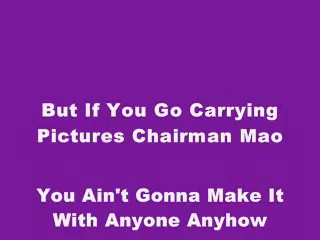 But If You Go Carrying
Pictures Chairman Mao
You Ain't Gonna Make It
With Anyone Anyhow